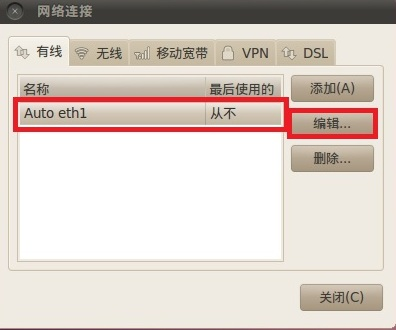 网络连接
有线 无线 移动宽带 VPN DSL
名称 最后使用的
添加(A)
Auto eth1 从不
编辑...
删除...
关闭(C)